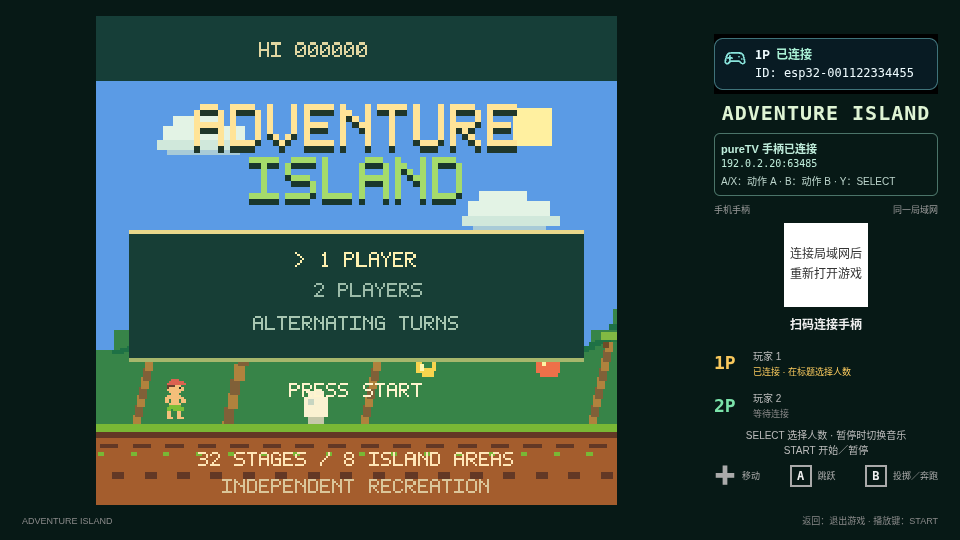 HI 000000
ADVENTURE
ISLAND
> 1 PLAYER
2 PLAYERS
ALTERNATING TURNS
PRESS START
32 STAGES / 8 ISLAND AREAS
INDEPENDENT RECREATION
ADVENTURE ISLAND
1P 已连接
ID: esp32-001122334455
ADVENTURE ISLAND
pureTV 手柄已连接
192.0.2.20:63485
A/X：动作 A · B：动作 B · Y：SELECT
手机手柄 同一局域网
连接局域网后
重新打开游戏
扫码连接手柄
1P 玩家 1
已连接 · 在标题选择人数
2P 玩家 2
等待连接
SELECT 选择人数 · 暂停时切换音乐
START 开始／暂停
移动 A 跳跃 B 投掷／奔跑
返回：退出游戏 · 播放键：START